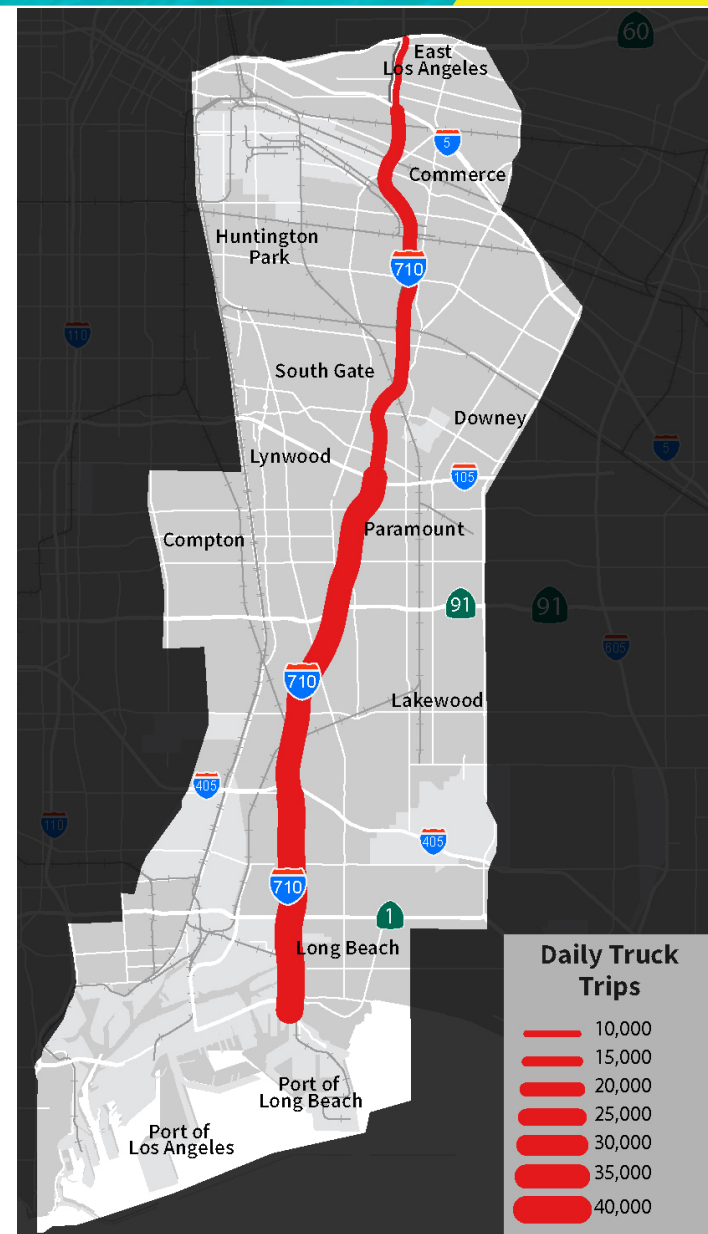 60
East
Los Angeles
5
Commerce
Huntington
Park
710
110
South Gate
Downey
5
Lynwood
105
Compton
Paramount
91
91
605
710
Lakewood
405
110
405
710
1
Long Beach
Port of
Long Beach
Port of
Los Angeles
Daily Truck
Trips
10,000
15,000
20,000
25,000
30,000
35,000
40,000